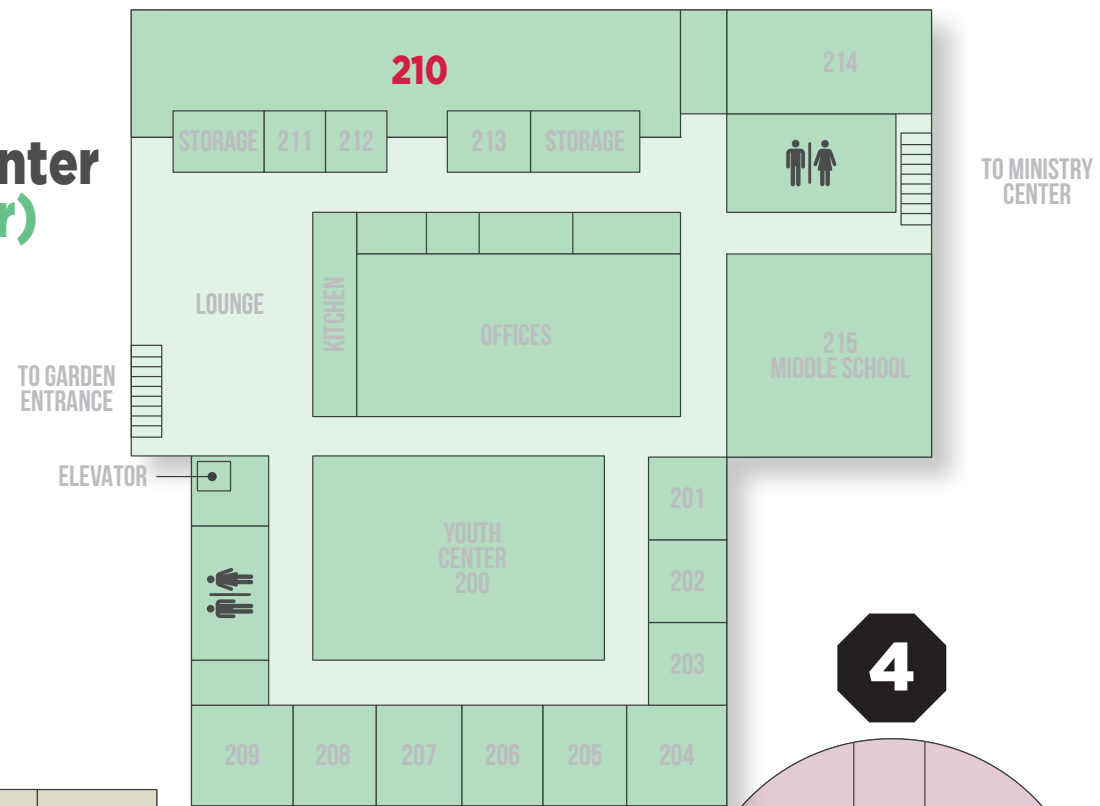 210
214
STORAGE 211 212 213 STORAGE
nter
r)
TO MINISTRY
CENTER
LOUNGE
KITCHEN
OFFICES
215
MIDDLE SCHOOL
TO GARDEN
ENTRANCE
ELEVATOR
YOUTH
CENTER
200
201
202
203
4
209 208 207 206 205 204